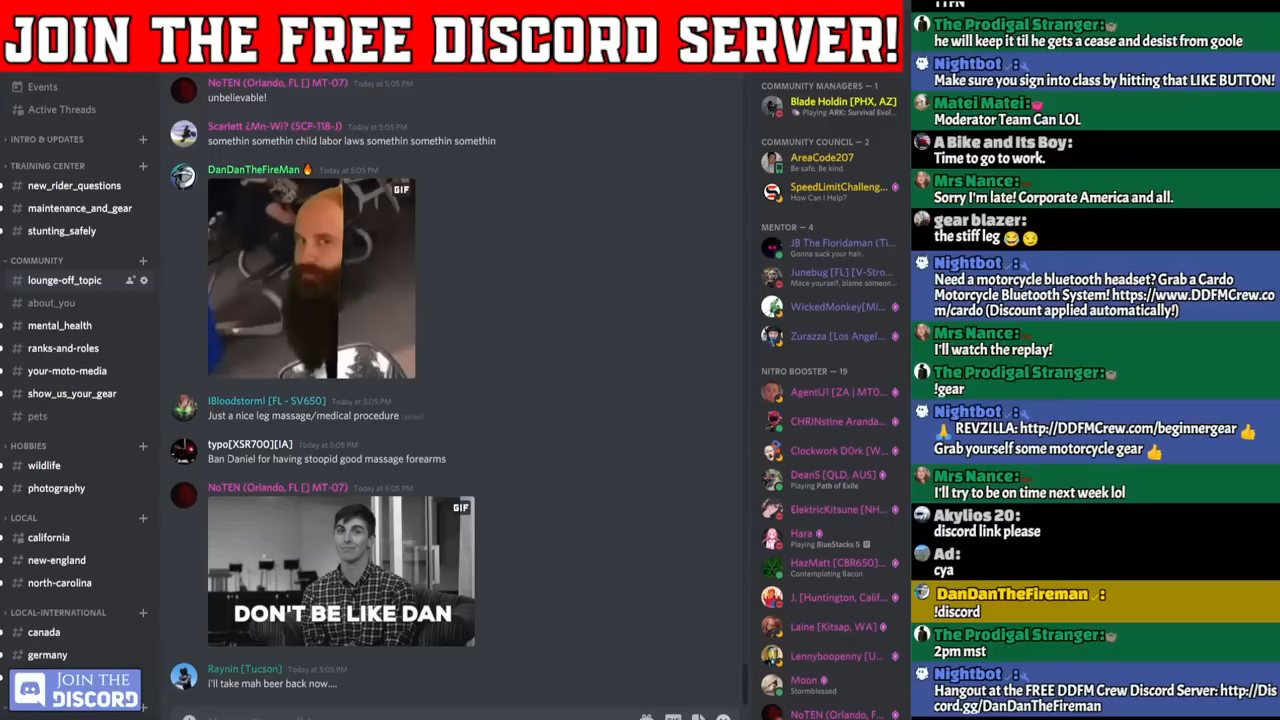 JOIN THE FREE DISCORD SERVER!
Events
Active Threads
INTRO & UPDATES
TRAINING CENTER
# new_rider_questions
# maintenance_and_gear
# stunting_safely
COMMUNITY
# lounge-off_topic
# about_you
# mental_health
# ranks-and-roles
# your-moto-media
# show_us_your_gear
# pets
HOBBIES
# wildlife
# photography
LOCAL
# california
# new-england
# north-carolina
LOCAL-INTERNATIONAL
# canada
# germany
JOIN THE
DISCORD
NoTEN (Orlando, FL [] MT-07) Today at 5:05 PM
unbelievable!
Scarlett ¿Mn-Wi? (SCP-118-J) Today at 5:05 PM
somethin somethin child labor laws somethin somethin somethin
DanDanTheFireMan Today at 5:05 PM
GIF
IBloodstormI [FL - SV650] Today at 5:05 PM
Just a nice leg massage/medical procedure (edited)
typo[XSR700][IA] Today at 5:05 PM
Ban Daniel for having stoopid good massage forearms
NoTEN (Orlando, FL [] MT-07) Today at 5:05 PM
GIF
DON'T BE LIKE DAN
Raynin [Tucson] Today at 5:05 PM
i'll take mah beer back now....
COMMUNITY MANAGERS — 1
Blade Holdin [PHX, AZ]
Playing ARK: Survival Evol...
COMMUNITY COUNCIL — 2
AreaCode207
Be safe. Be kind.
SpeedLimitChalleng...
How Can I Help?
MENTOR — 4
JB The Floridaman (Ti...
Gonna suck your hair.
Junebug [FL] [V-Stro...
Mace yourself, blame someon...
WickedMonkey[Mi...
Zurazza [Los Angel...
NITRO BOOSTER — 19
AgentU1 [ZA | MT0...
CHRINstine Aranda...
Clockwork D0rk [W...
DeanS [QLD, AUS]
Playing Path of Exile
ElektricKitsune [NH...
Hara
Playing BlueStacks 5
HazMatt [CBR650]...
Contemplating Bacon
J. [Huntington, Calif...
Laine [Kitsap, WA]
Lennyboopenny [U...
Moon
Stormblessed
NoTEN (Orlando, F...
The Prodigal Stranger:
he will keep it til he gets a cease and desist from goole
Nightbot :
Make sure you sign into class by hitting that LIKE BUTTON!
Matei Matei:
Moderator Team Can LOL
A Bike and Its Boy:
Time to go to work.
Mrs Nance:
Sorry I'm late! Corporate America and all.
gear blazer:
the stiff leg 😂 😏
Nightbot :
Need a motorcycle bluetooth headset? Grab a Cardo
Motorcycle Bluetooth System! https://www.DDFMCrew.co
m/cardo (Discount applied automatically!)
Mrs Nance:
I'll watch the replay!
The Prodigal Stranger:
!gear
Nightbot :
🙏 REVZILLA: http://DDFMCrew.com/beginnergear 👍
Grab yourself some motorcycle gear 👍
Mrs Nance:
I'll try to be on time next week lol
Akylios 20:
discord link please
Ad:
cya
DanDanTheFireman :
!discord
The Prodigal Stranger:
2pm mst
Nightbot :
Hangout at the FREE DDFM Crew Discord Server: http://Dis
cord.gg/DanDanTheFireman